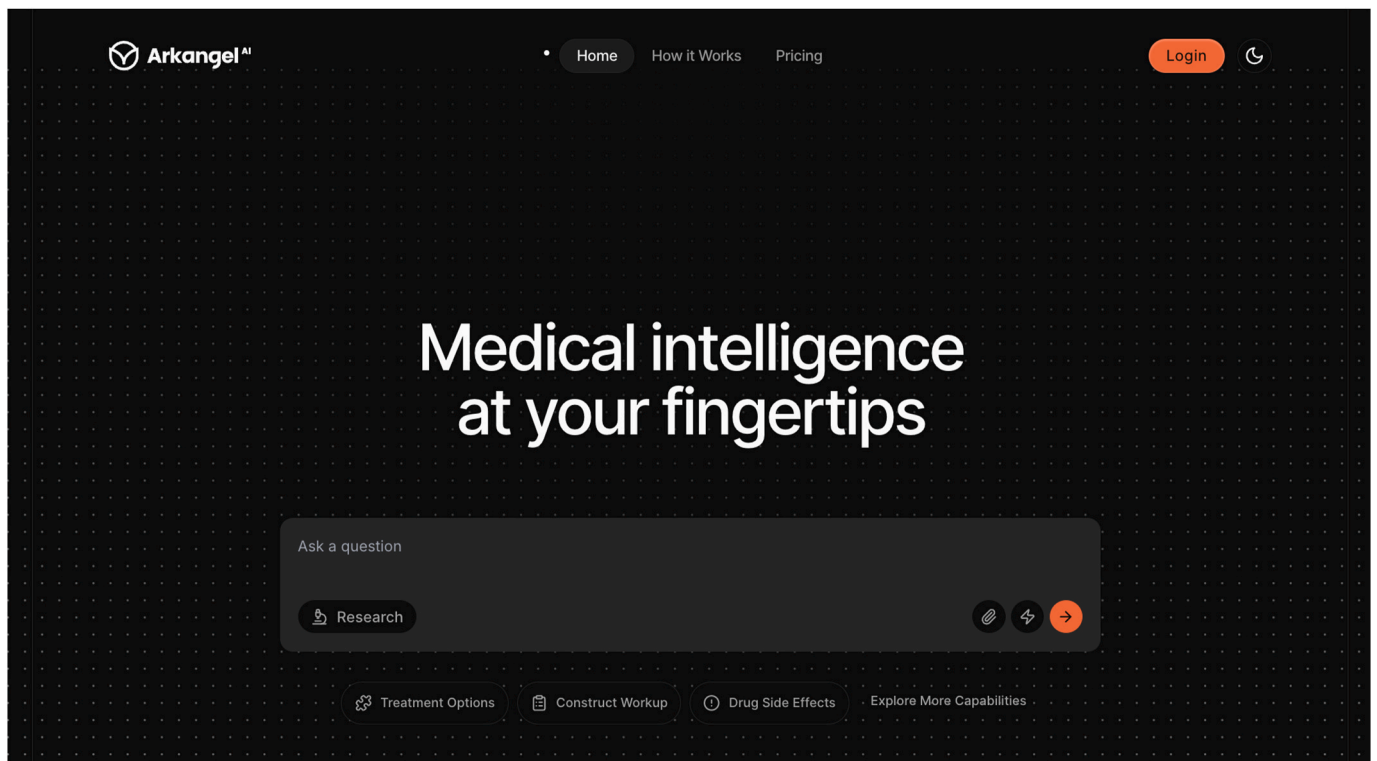 Arkangel AI
Home
How it Works
Pricing
Login
Medical intelligence
at your fingertips
Ask a question
Research
Treatment Options
Construct Workup
Drug Side Effects
Explore More Capabilities